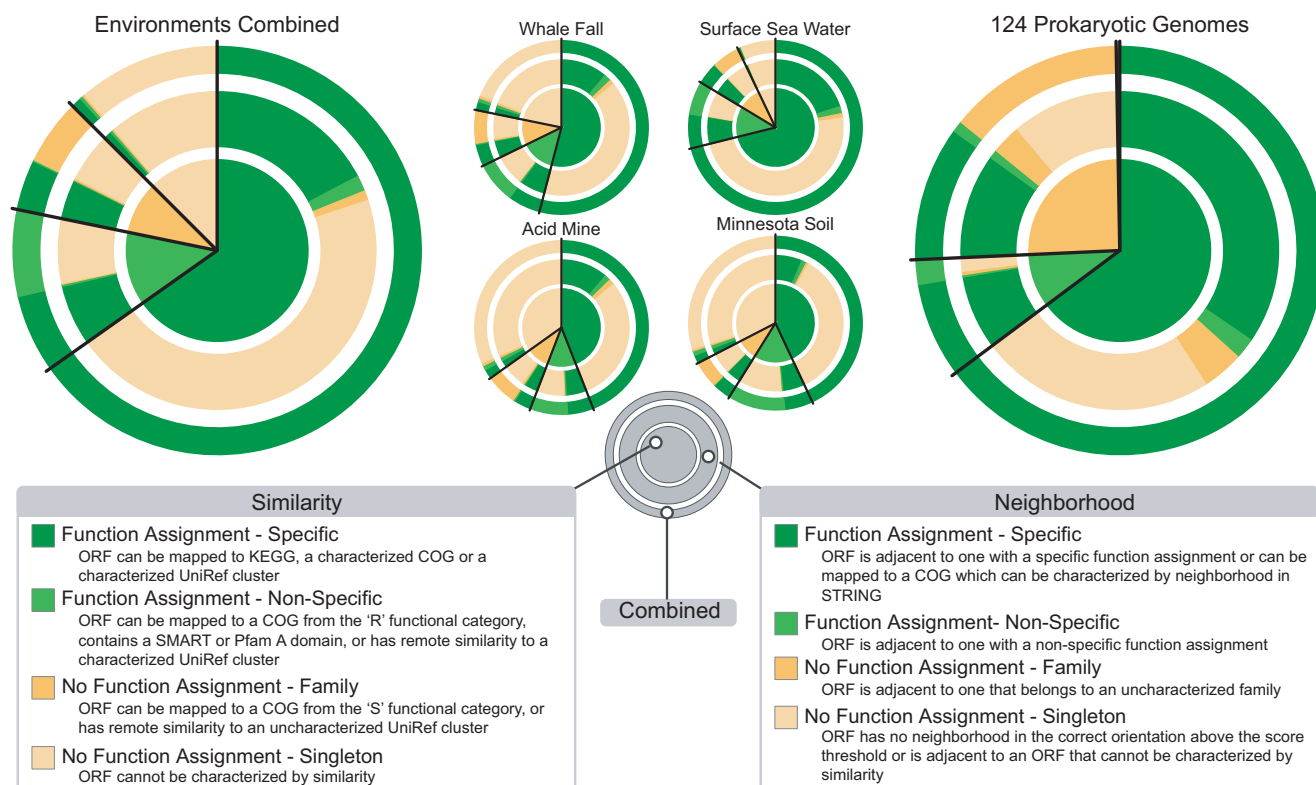 Environments Combined
Whale Fall
Surface Sea Water
124 Prokaryotic Genomes
Acid Mine
Minnesota Soil
Similarity
Function Assignment - Specific
ORF can be mapped to KEGG, a characterized COG or a
characterized UniRef cluster
Function Assignment - Non-Specific
ORF can be mapped to a COG from the ‘R’ functional category,
contains a SMART or Pfam A domain, or has remote similarity to a
characterized UniRef cluster
No Function Assignment - Family
ORF can be mapped to a COG from the ‘S’ functional category, or
has remote similarity to an uncharacterized UniRef cluster
No Function Assignment - Singleton
ORF cannot be characterized by similarity
Combined
Neighborhood
Function Assignment - Specific
ORF is adjacent to one with a specific function assignment or can be
mapped to a COG which can be characterized by neighborhood in
STRING
Function Assignment- Non-Specific
ORF is adjacent to one with a non-specific function assignment
No Function Assignment - Family
ORF is adjacent to one that belongs to an uncharacterized family
No Function Assignment - Singleton
ORF has no neighborhood in the correct orientation above the score
threshold or is adjacent to an ORF that cannot be characterized by
similarity